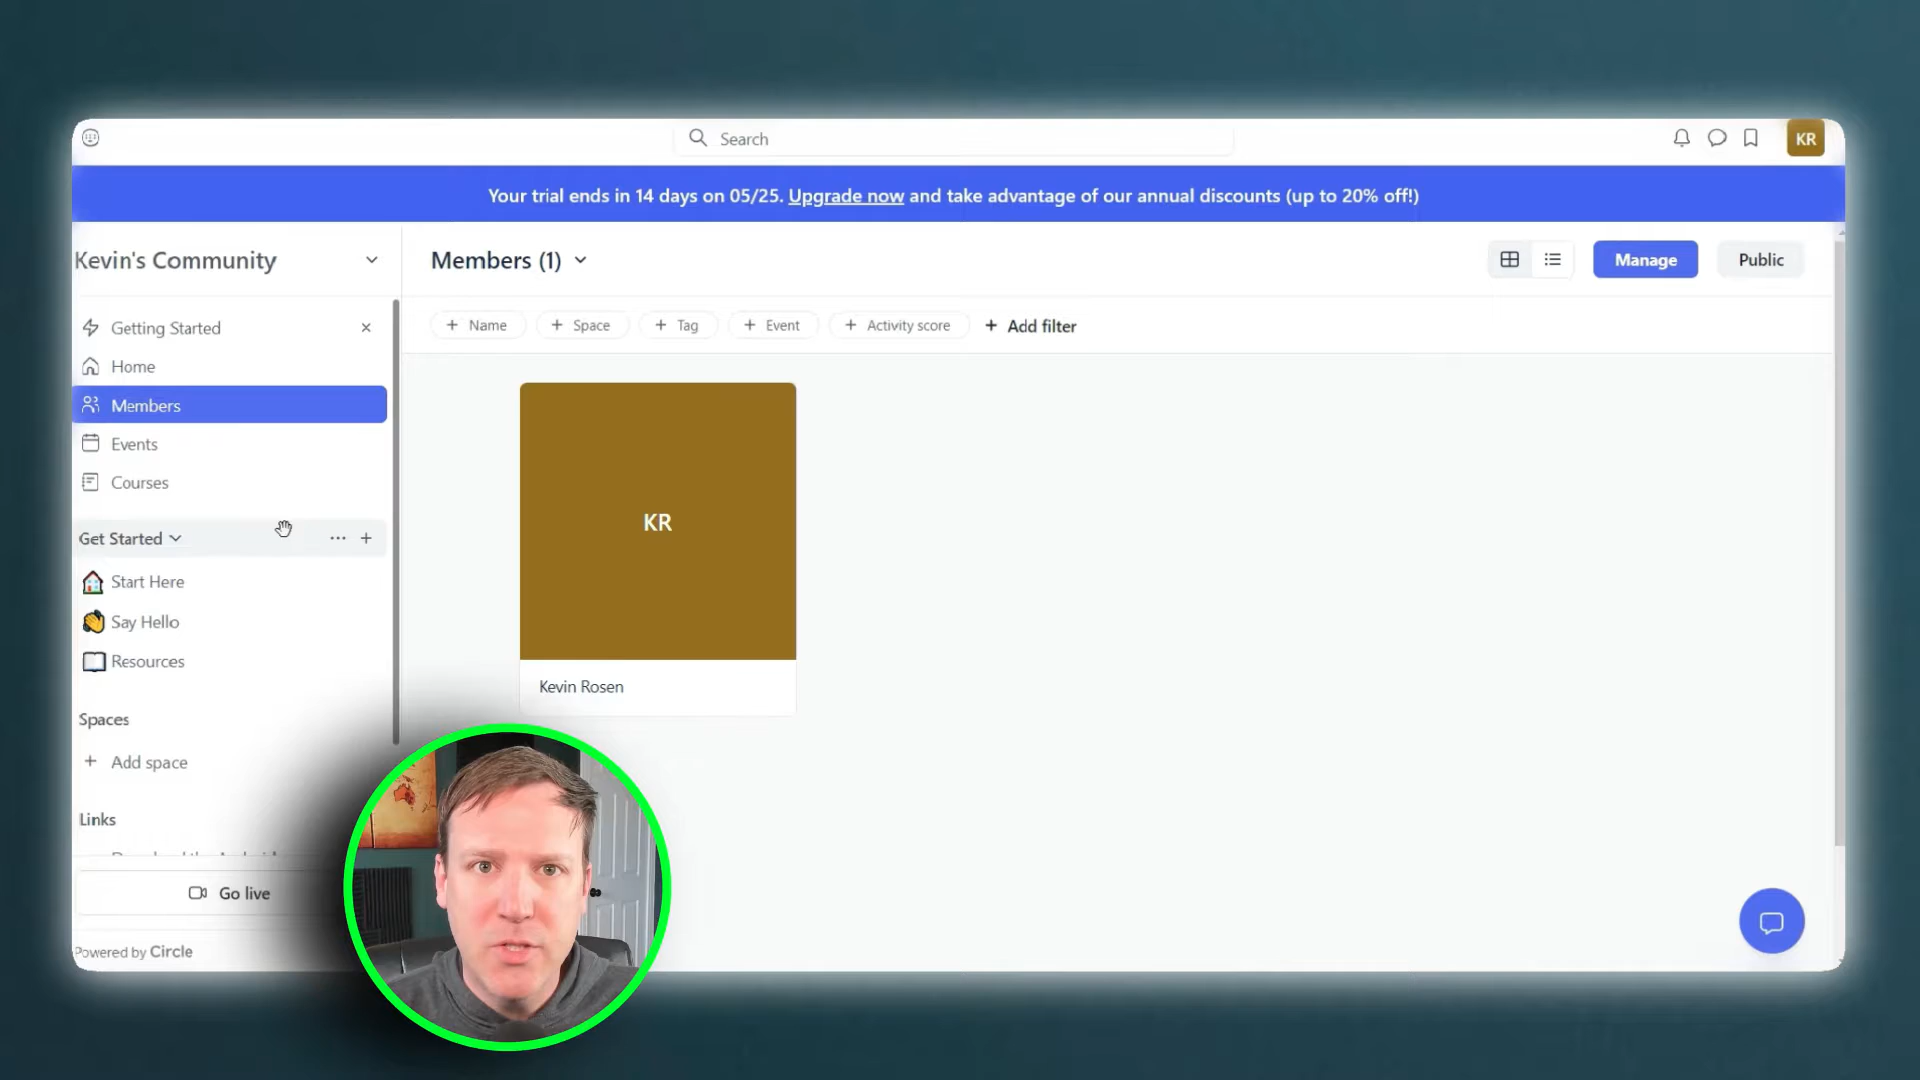 Search
KR
Your trial ends in 14 days on 05/25. Upgrade now and take advantage of our annual discounts (up to 20% off!)
Kevin's Community
Members (1)
Manage
Public
Getting Started
+ Name
+ Space
+ Tag
+ Event
+ Activity score
+ Add filter
Home
Members
Events
Courses
KR
Get Started
Start Here
Say Hello
Resources
Kevin Rosen
Spaces
+ Add space
Links
Go live
Powered by Circle